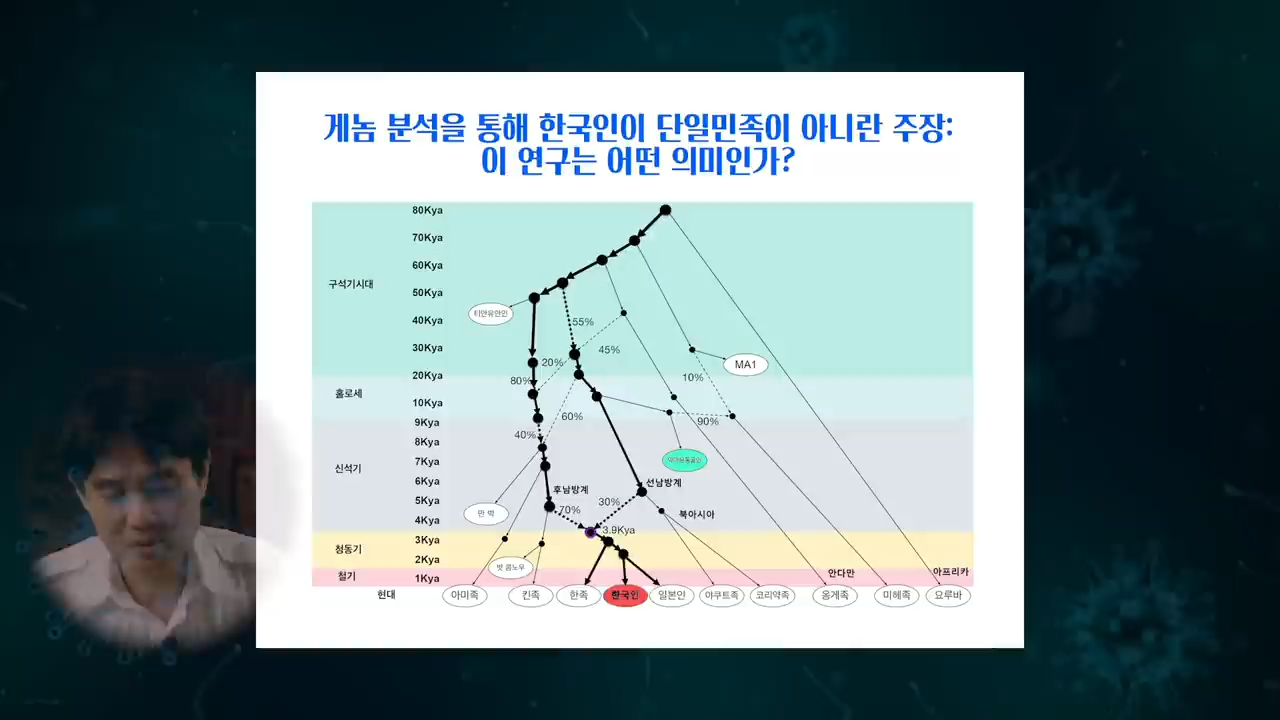 게놈 분석을 통해 한국인이 단일민족이 아니란 주장:
이 연구는 어떤 의미인가?
80Kya
70Kya
60Kya
구석기시대
50Kya
티안유안인
40Kya
55%
30Kya
45%
20%
MA1
20Kya
80%
10%
홀로세
10Kya
60%
90%
9Kya
40%
8Kya
7Kya
신석기
6Kya
후남방계
선남방계
5Kya
30%
70%
만 박
북아시아
4Kya
3.9Kya
3Kya
청동기
2Kya
밧 콤노우
안다만
아프리카
철기
1Kya
현대
아미족
킨족
한족
한국인
일본인
야쿠트족
코리약족
옹게족
미헤족
요루바